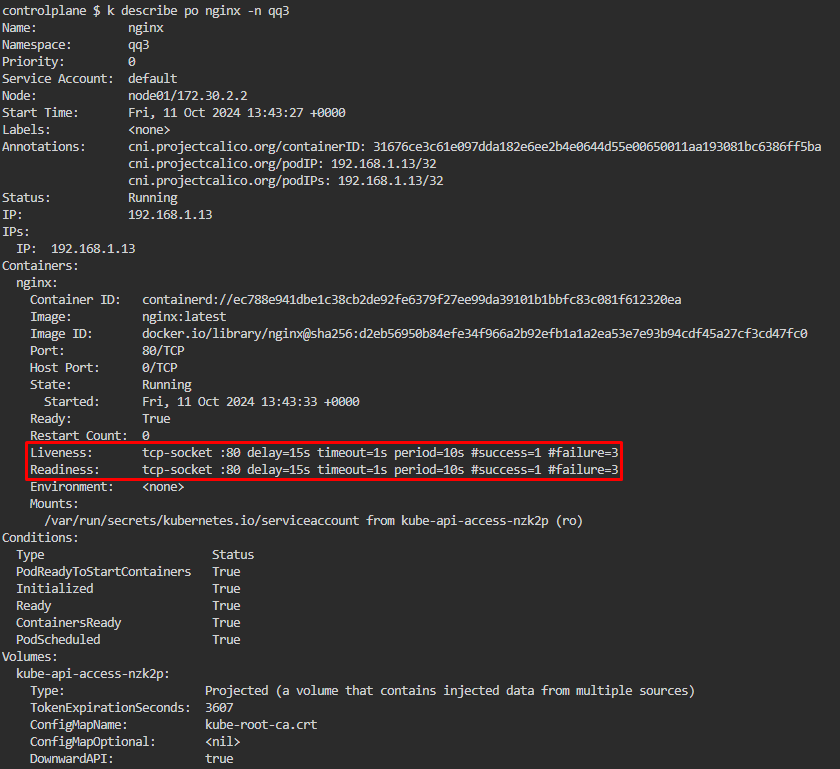 controlplane $ k describe po nginx -n qq3
Name:             nginx
Namespace:        qq3
Priority:         0
Service Account:  default
Node:             node01/172.30.2.2
Start Time:       Fri, 11 Oct 2024 13:43:27 +0000
Labels:           <none>
Annotations:      cni.projectcalico.org/containerID: 31676ce3c61e097dda182e6ee2b4e0644d55e00650011aa193081bc6386ff5ba
                  cni.projectcalico.org/podIP: 192.168.1.13/32
                  cni.projectcalico.org/podIPs: 192.168.1.13/32
Status:           Running
IP:               192.168.1.13
IPs:
  IP:  192.168.1.13
Containers:
  nginx:
    Container ID:   containerd://ec788e941dbe1c38cb2de92fe6379f27ee99da39101b1bbfc83c081f612320ea
    Image:          nginx:latest
    Image ID:       docker.io/library/nginx@sha256:d2eb56950b84efe34f966a2b92efb1a1a2ea53e7e93b94cdf45a27cf3cd47fc0
    Port:           80/TCP
    Host Port:      0/TCP
    State:          Running
      Started:      Fri, 11 Oct 2024 13:43:33 +0000
    Ready:          True
    Restart Count:  0
    Liveness:       tcp-socket :80 delay=15s timeout=1s period=10s #success=1 #failure=3
    Readiness:      tcp-socket :80 delay=15s timeout=1s period=10s #success=1 #failure=3
    Environment:    <none>
    Mounts:
      /var/run/secrets/kubernetes.io/serviceaccount from kube-api-access-nzk2p (ro)
Conditions:
  Type                        Status
  PodReadyToStartContainers   True
  Initialized                 True
  Ready                       True
  ContainersReady             True
  PodScheduled                True
Volumes:
  kube-api-access-nzk2p:
    Type:                    Projected (a volume that contains injected data from multiple sources)
    TokenExpirationSeconds:  3607
    ConfigMapName:           kube-root-ca.crt
    ConfigMapOptional:       <nil>
    DownwardAPI:             true